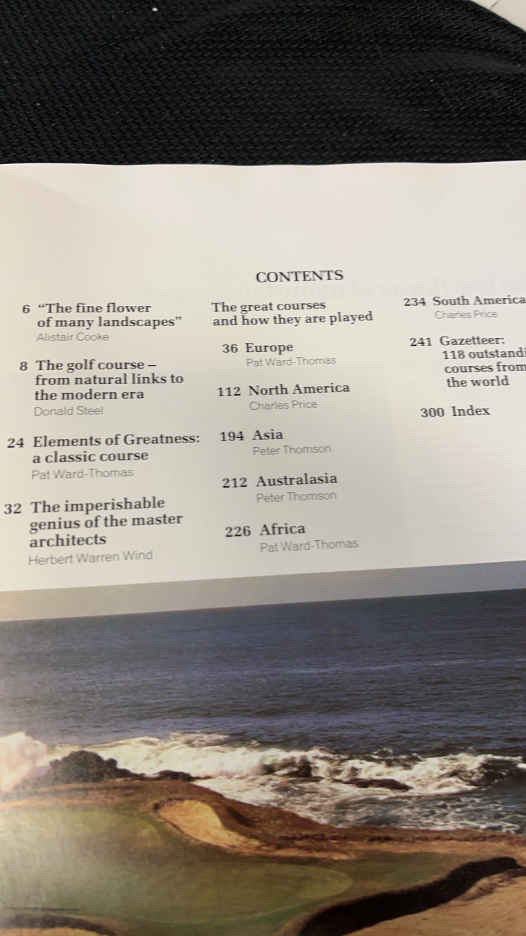 CONTENTS
6 "The fine flower
of many landscapes"
Alistair Cooke
8 The golf course –
from natural links to
the modern era
Donald Steel
24 Elements of Greatness:
a classic course
Pat Ward-Thomas
32 The imperishable
genius of the master
architects
Herbert Warren Wind
The great courses
and how they are played
36 Europe
Pat Ward-Thomas
112 North America
Charles Price
194 Asia
Peter Thomson
212 Australasia
Peter Thomson
226 Africa
Pat Ward-Thomas
234 South America
Charles Price
241 Gazetteer:
118 outstand
courses from
the world
300 Index